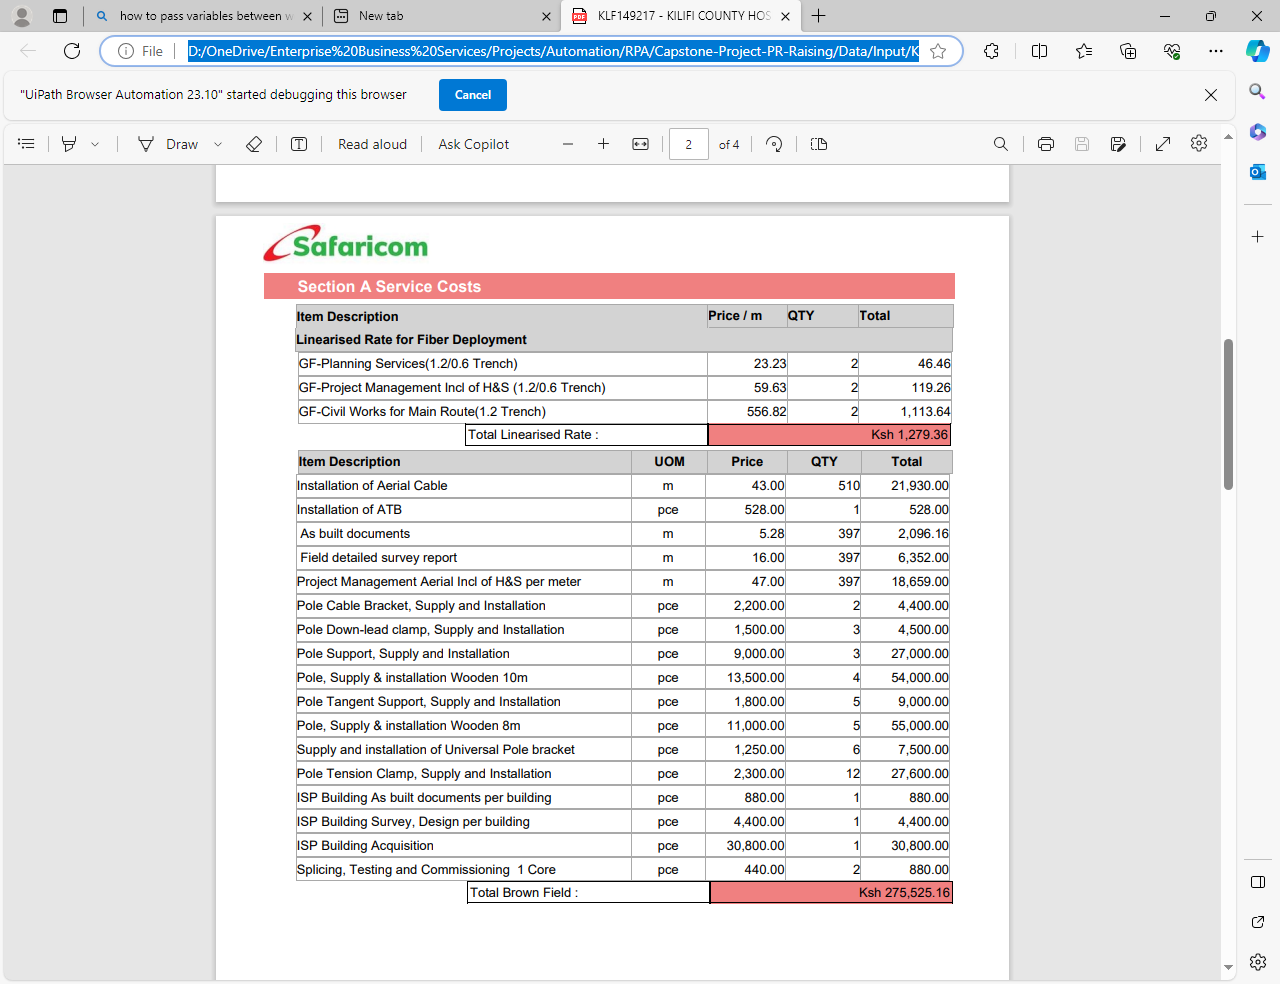 how to pass variables between w
New tab
KLF149217 - KILIFI COUNTY HOS
File
D:/OneDrive/Enterprise%20Business%20Services/Projects/Automation/RPA/Capstone-Project-PR-Raising/Data/Input/K
"UiPath Browser Automation 23.10" started debugging this browser
Cancel
Draw
Read aloud
Ask Copilot
2
of 4
Safaricom
Section A Service Costs
Item Description Price / m QTY Total
Linearised Rate for Fiber Deployment
GF-Planning Services(1.2/0.6 Trench) 23.23 2 46.46
GF-Project Management Incl of H&S (1.2/0.6 Trench) 59.63 2 119.26
GF-Civil Works for Main Route(1.2 Trench) 556.82 2 1,113.64
Total Linearised Rate : Ksh 1,279.36
Item Description UOM Price QTY Total
Installation of Aerial Cable m 43.00 510 21,930.00
Installation of ATB pce 528.00 1 528.00
As built documents m 5.28 397 2,096.16
Field detailed survey report m 16.00 397 6,352.00
Project Management Aerial Incl of H&S per meter m 47.00 397 18,659.00
Pole Cable Bracket, Supply and Installation pce 2,200.00 2 4,400.00
Pole Down-lead clamp, Supply and Installation pce 1,500.00 3 4,500.00
Pole Support, Supply and Installation pce 9,000.00 3 27,000.00
Pole, Supply & installation Wooden 10m pce 13,500.00 4 54,000.00
Pole Tangent Support, Supply and Installation pce 1,800.00 5 9,000.00
Pole, Supply & installation Wooden 8m pce 11,000.00 5 55,000.00
Supply and installation of Universal Pole bracket pce 1,250.00 6 7,500.00
Pole Tension Clamp, Supply and Installation pce 2,300.00 12 27,600.00
ISP Building As built documents per building pce 880.00 1 880.00
ISP Building Survey, Design per building pce 4,400.00 1 4,400.00
ISP Building Acquisition pce 30,800.00 1 30,800.00
Splicing, Testing and Commissioning 1 Core pce 440.00 2 880.00
Total Brown Field : Ksh 275,525.16